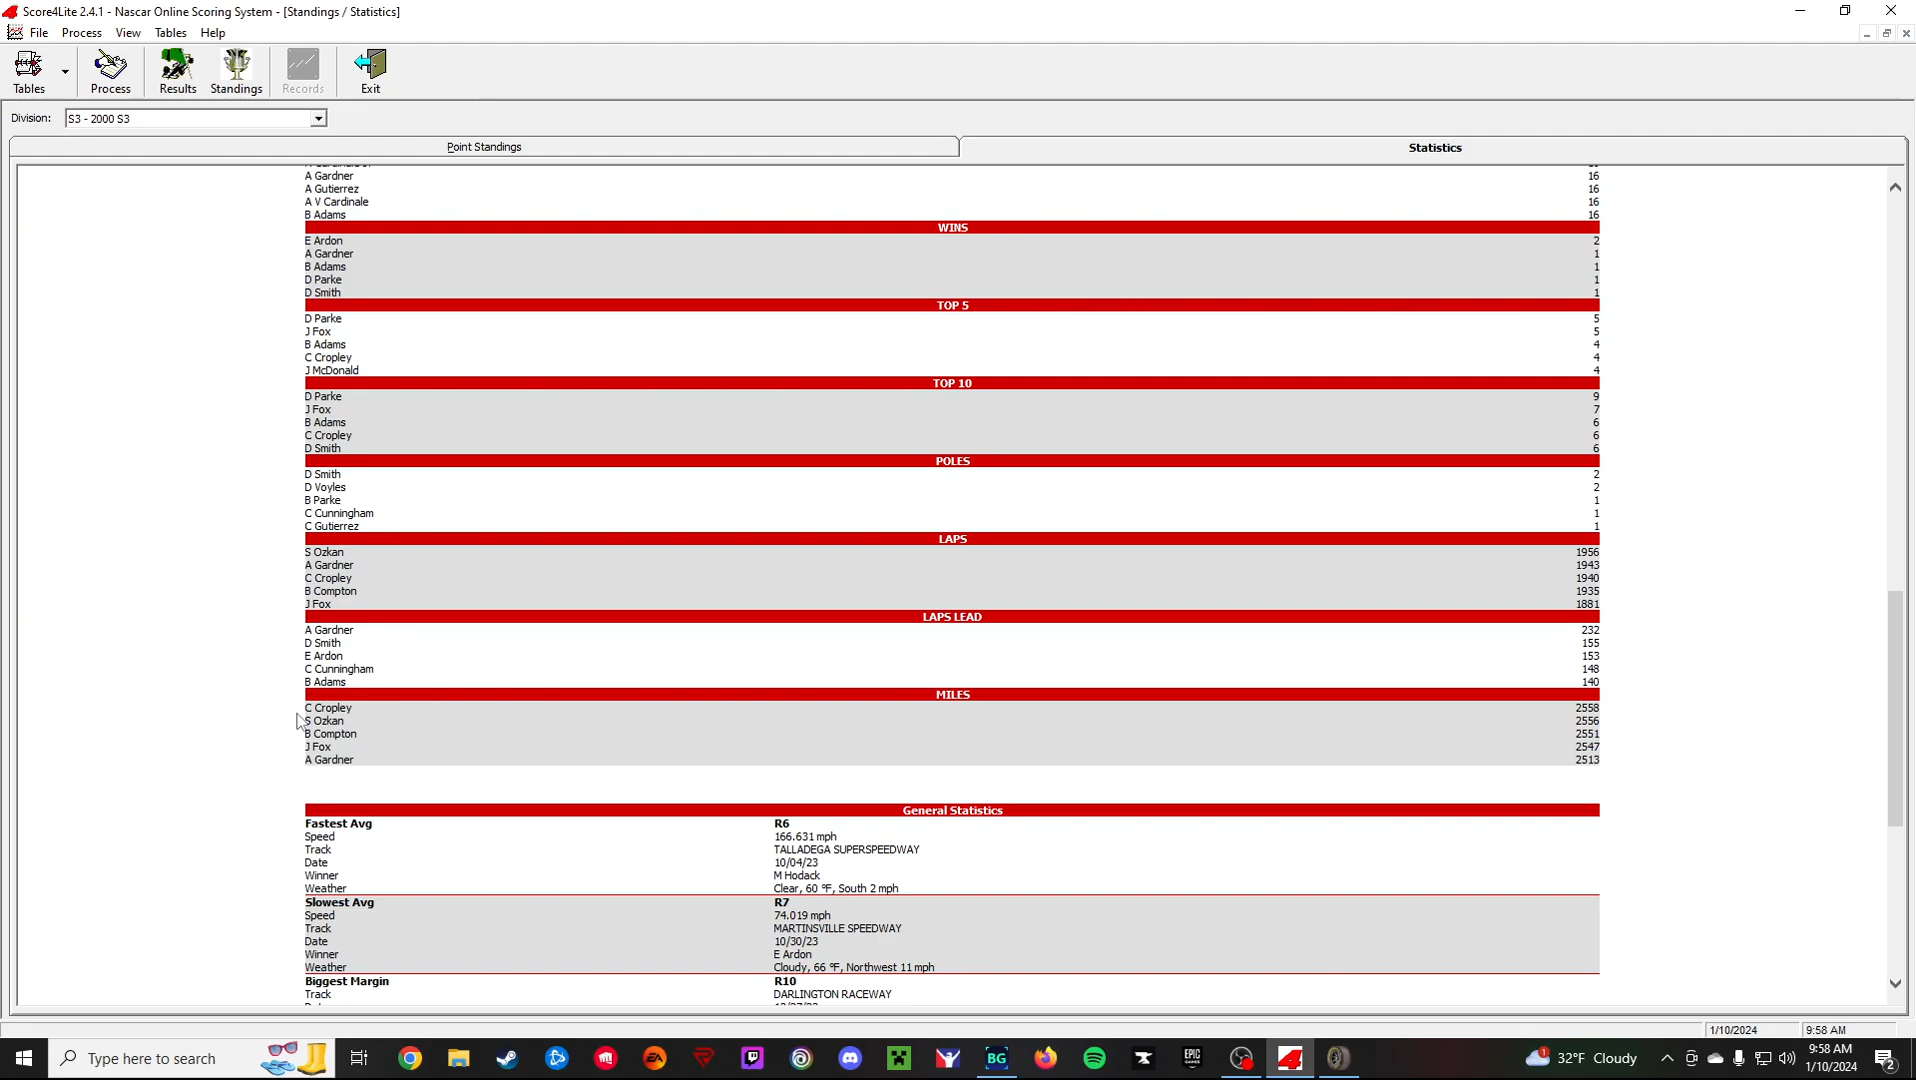 Score4Lite 2.4.1 - Nascar Online Scoring System - [Standings / Statistics]
File Process View Tables Help
Tables Process Results Standings Records Exit
Division: S3 - 2000 S3
Point Standings Statistics
A Gardner 16
A Gutierrez 16
A V Cardinale 16
B Adams 16
WINS
E Ardon 2
A Gardner 1
B Adams 1
D Parke 1
D Smith 1
TOP 5
D Parke 5
J Fox 5
B Adams 4
C Cropley 4
J McDonald 4
TOP 10
D Parke 9
J Fox 7
B Adams 6
C Cropley 6
D Smith 6
POLES
D Smith 2
D Voyles 2
B Parke 1
C Cunningham 1
C Gutierrez 1
LAPS
S Ozkan 1956
A Gardner 1943
C Cropley 1940
B Compton 1935
J Fox 1881
LAPS LEAD
A Gardner 232
D Smith 155
E Ardon 153
C Cunningham 148
B Adams 140
MILES
C Cropley 2558
S Ozkan 2556
B Compton 2551
J Fox 2547
A Gardner 2513
General Statistics
Fastest Avg R6
Speed 166.631 mph
Track TALLADEGA SUPERSPEEDWAY
Date 10/04/23
Winner M Hodack
Weather Clear, 60 °F, South 2 mph
Slowest Avg R7
Speed 74.019 mph
Track MARTINSVILLE SPEEDWAY
Date 10/30/23
Winner E Ardon
Weather Cloudy, 66 °F, Northwest 11 mph
Biggest Margin R10
Track DARLINGTON RACEWAY
1/10/2024 9:58 AM
Type here to search
EA
BG
EPIC GAMES
32°F Cloudy
9:58 AM
1/10/2024
2